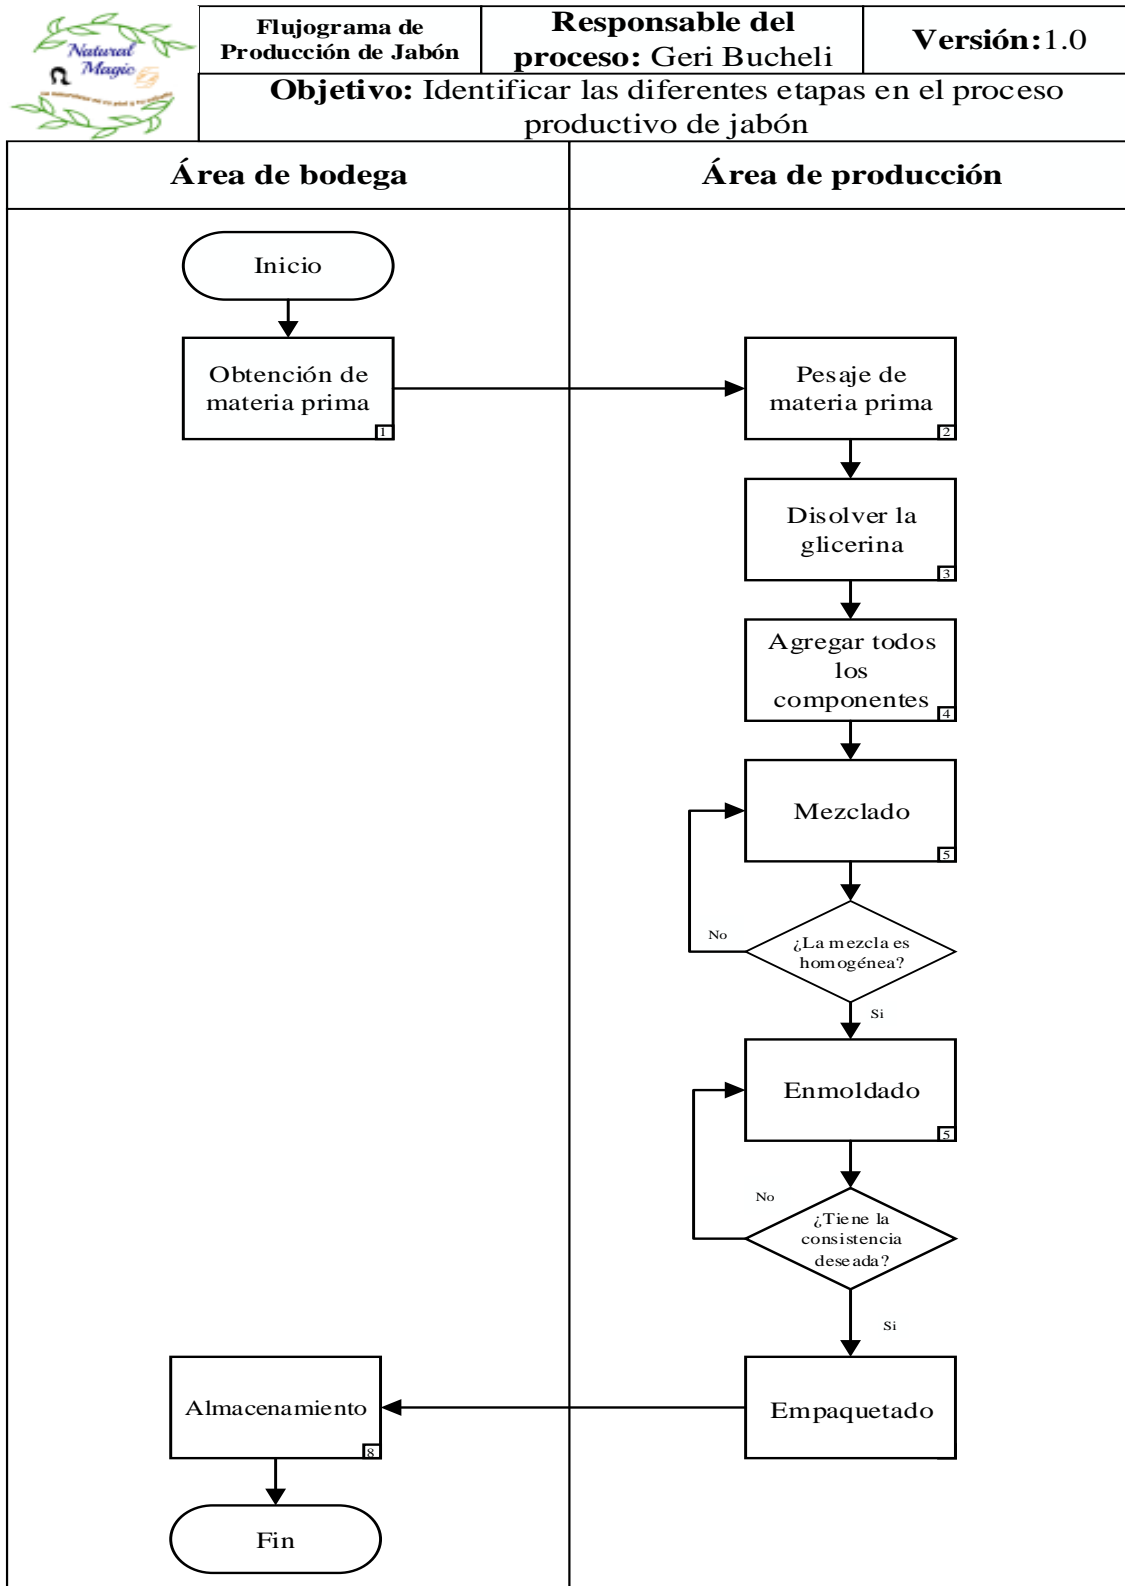 Natural
Magic
Flujograma de
Producción de Jabón
Responsable del
proceso: Geri Bucheli
Versión:1.0
Objetivo: Identificar las diferentes etapas en el proceso
productivo de jabón
Área de bodega
Área de producción
Inicio
Obtención de
materia prima
1
Pesaje de
materia prima
2
Disolver la
glicerina
3
Agregar todos
los
componentes
4
Mezclado
5
¿La mezcla es
homogénea?
No
Si
Enmoldado
5
¿Tiene la
consistencia
deseada?
No
Si
Empaquetado
Almacenamiento
8
Fin